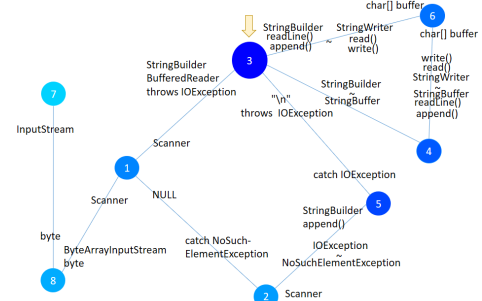 char[] buffer
6
StringBuilder
readLine()
append()
~
StringWriter
read()
write()
char[] buffer
3
StringBuilder
BufferedReader
throws IOException
write()
read()
StringWriter
~
StringBuffer
readLine()
append()
StringBuilder
~
StringBuffer
7
"\n"
throws IOException
InputStream
Scanner
4
1
catch IOException
Scanner
NULL
5
StringBuilder
append()
byte
catch NoSuch-
ElementException
IOException
~
NoSuchElementException
ByteArrayInputStream
byte
8
2
Scanner